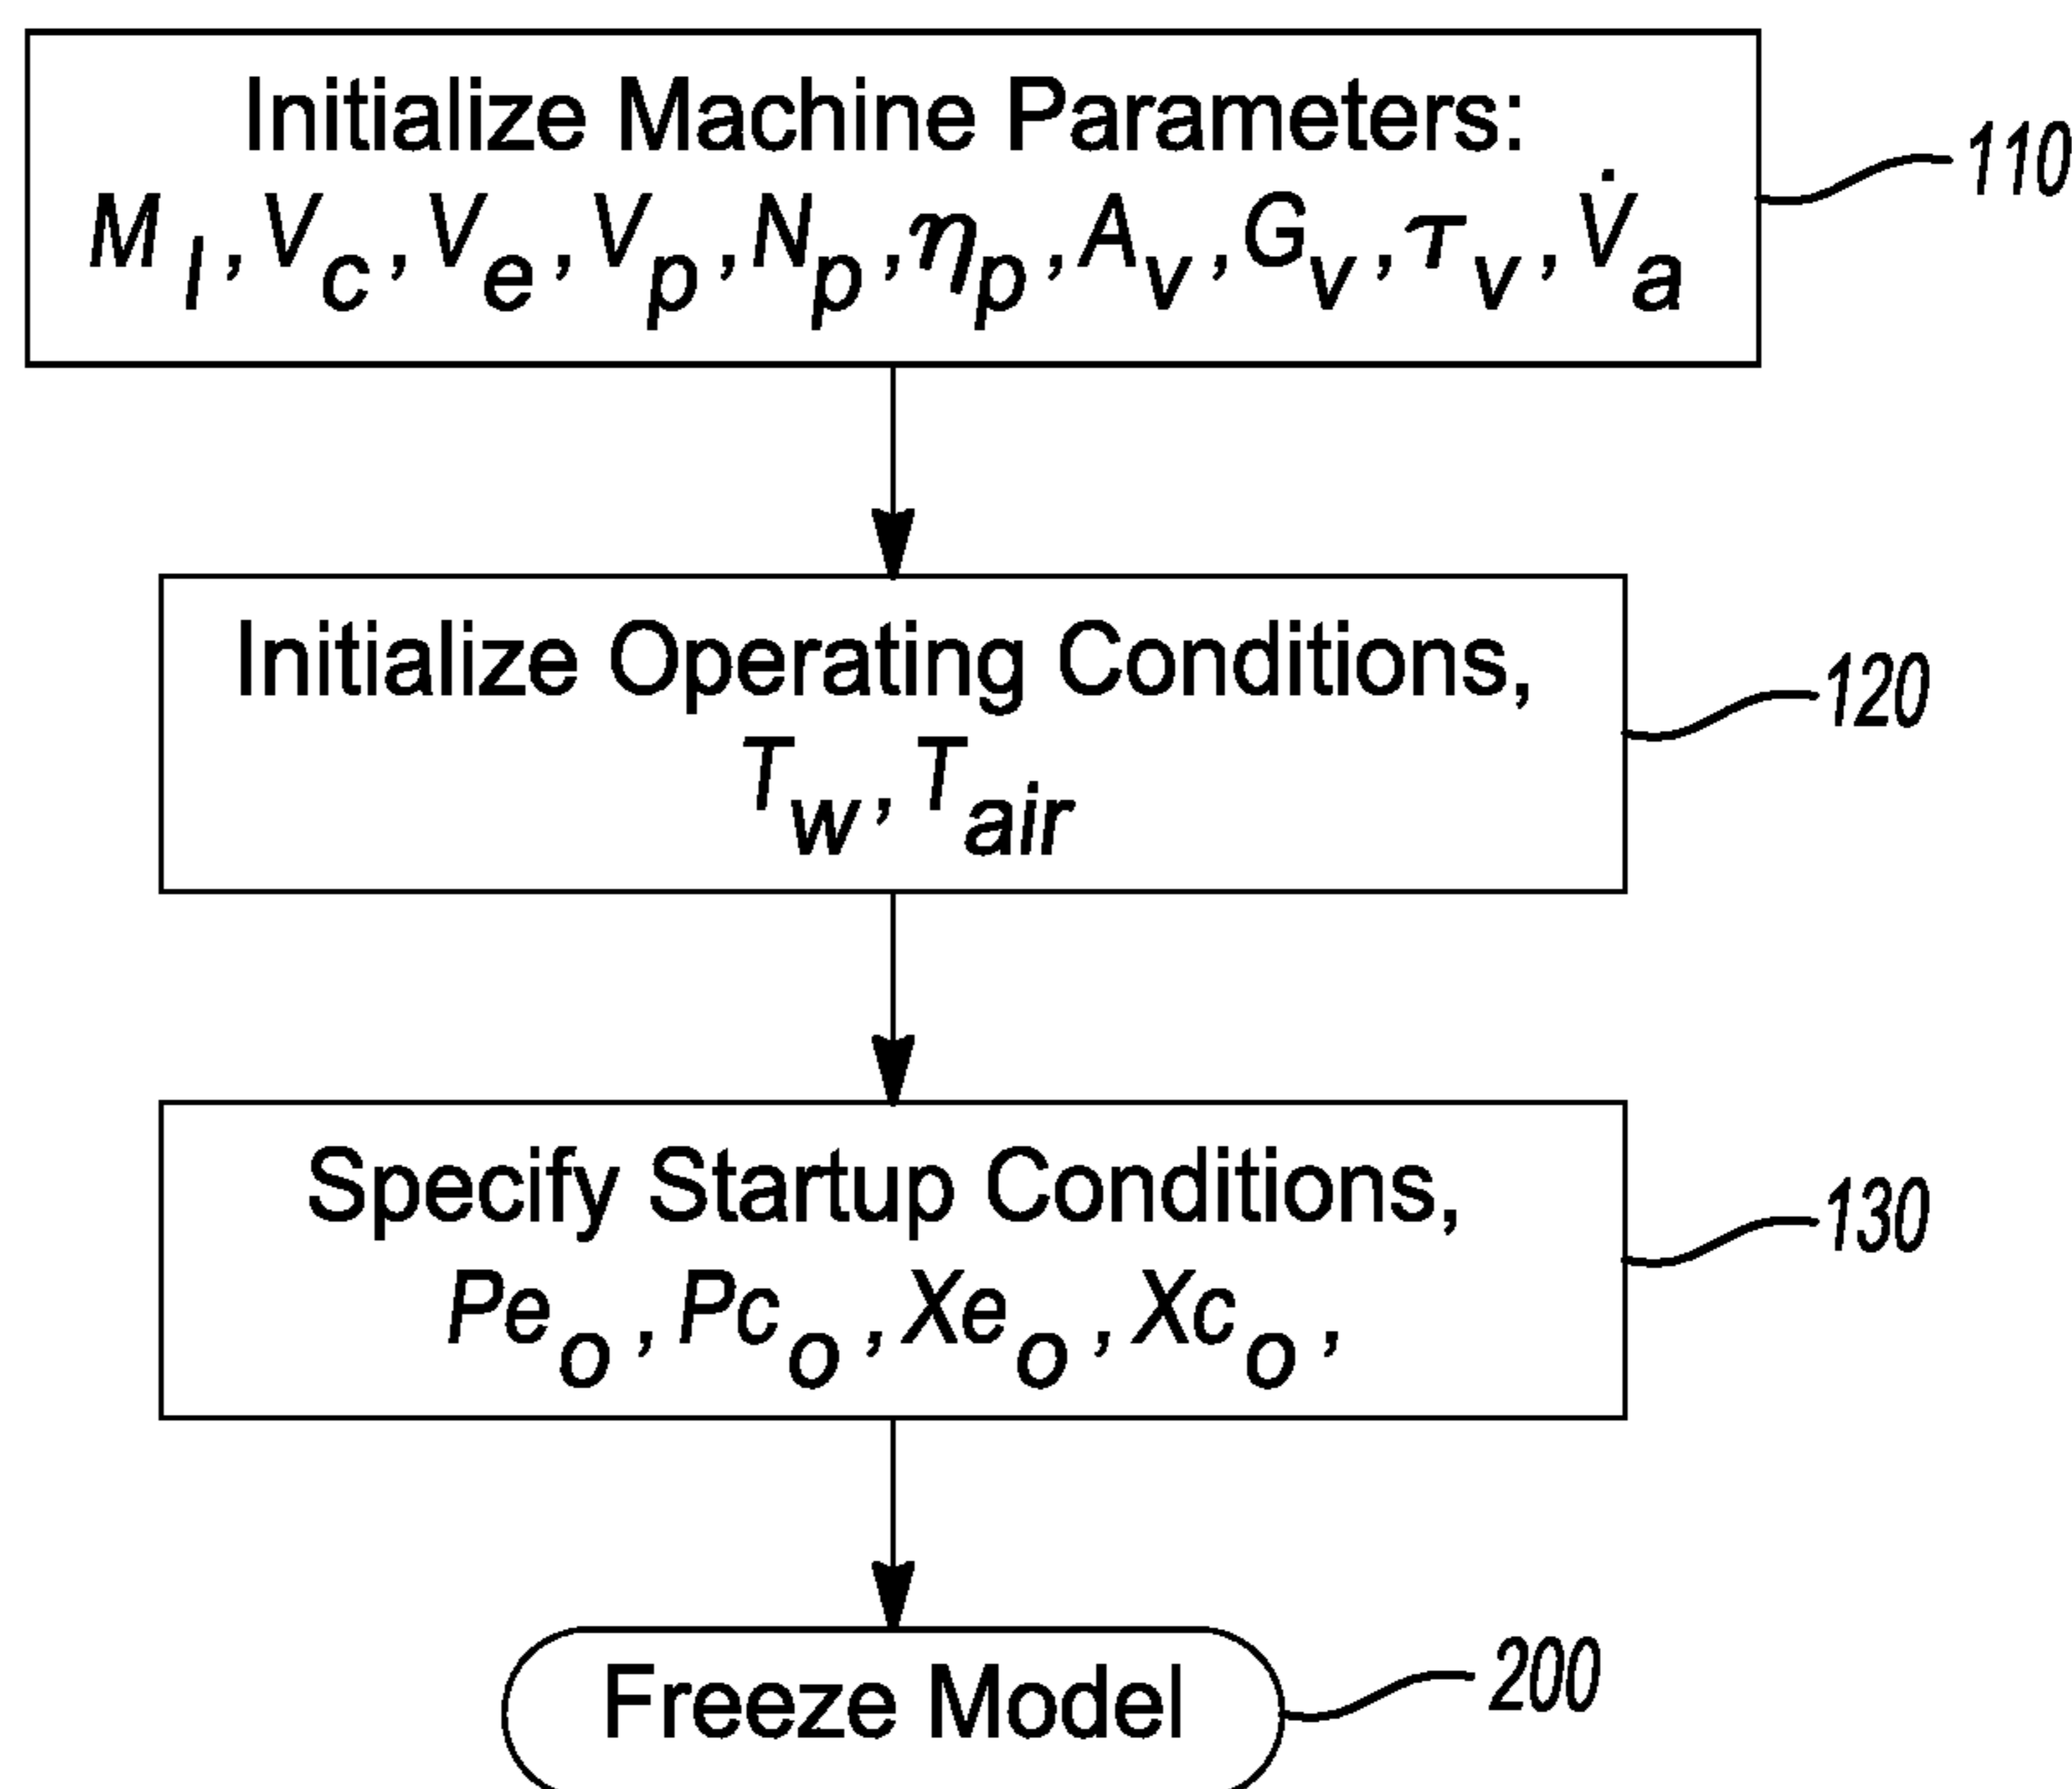 Initialize Machine Parameters:
M_I, V_c, V_e, V_p, N_p, η_p, A_v, G_v, τ_v, V̇_a
110
Initialize Operating Conditions,
T_w, T_air
120
Specify Startup Conditions,
Pe_o, Pc_o, Xe_o, Xc_o,
130
Freeze Model
200